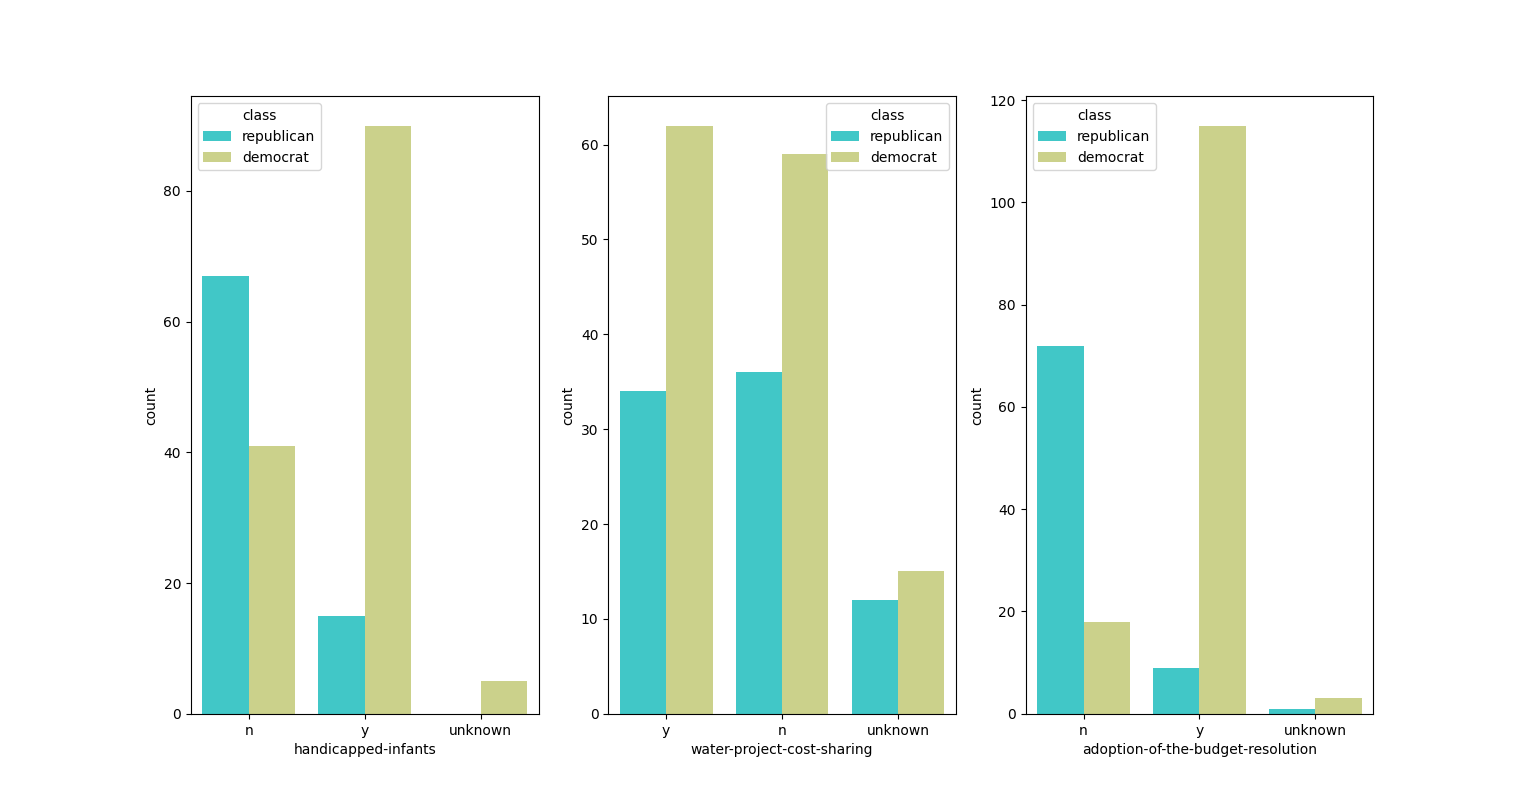 class
republican
democrat
80
60
40
20
0
count
n y unknown
handicapped-infants
class
republican
democrat
60
50
40
30
20
10
0
count
y n unknown
water-project-cost-sharing
class
republican
democrat
120
100
80
60
40
20
0
count
n y unknown
adoption-of-the-budget-resolution